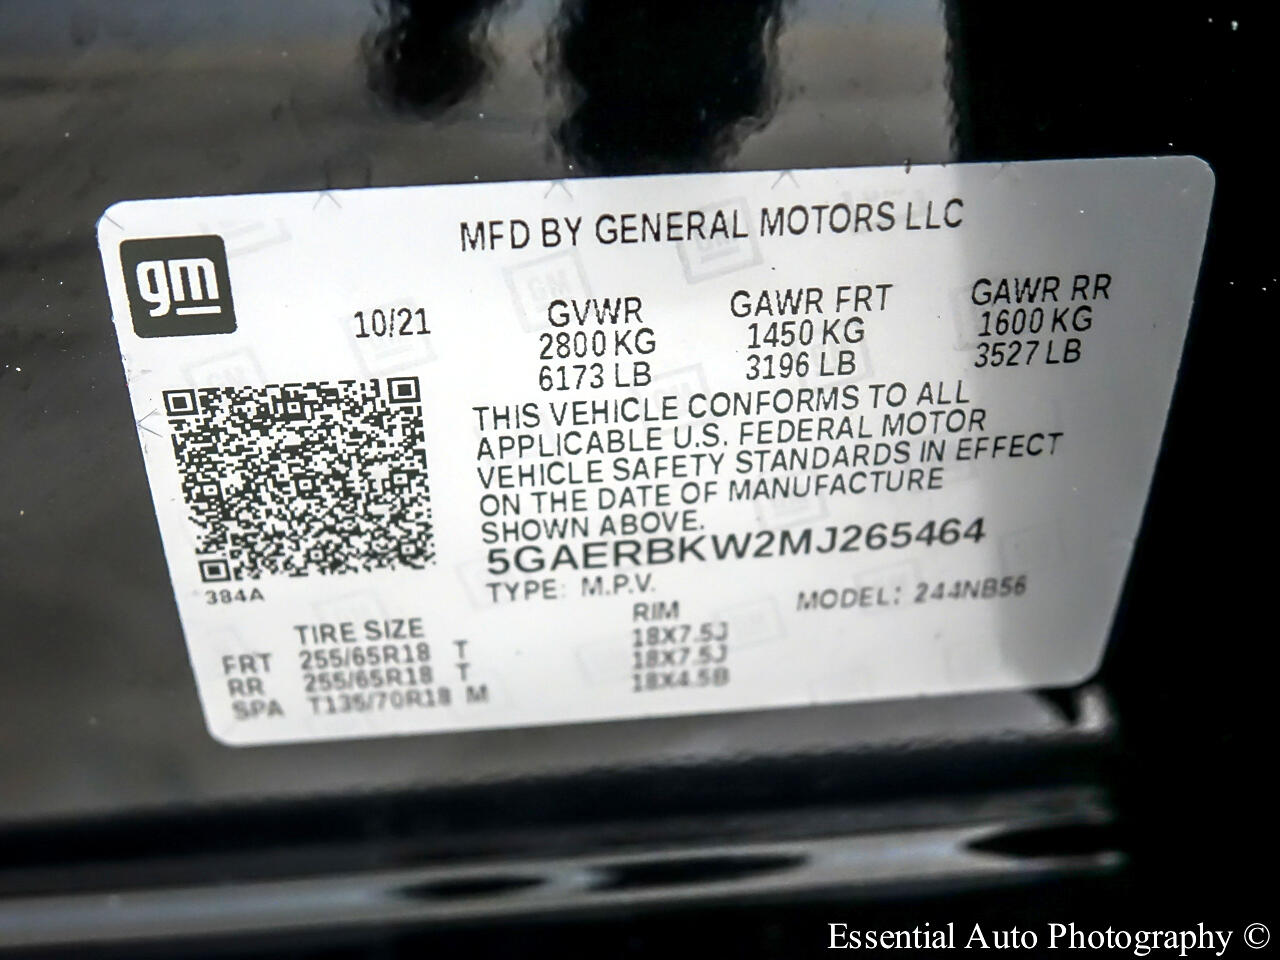 MFD BY GENERAL MOTORS LLC
gm
10/21
GVWR
2800 KG
6173 LB
GAWR FRT
1450 KG
3196 LB
GAWR RR
1600 KG
3527 LB
THIS VEHICLE CONFORMS TO ALL
APPLICABLE U.S. FEDERAL MOTOR
VEHICLE SAFETY STANDARDS IN EFFECT
ON THE DATE OF MANUFACTURE
SHOWN ABOVE.
5GAERBKW2MJ265464
384A
TYPE: M.P.V.
MODEL: 244NB56
TIRE SIZE RIM
FRT 255/65R18 T 18X7.5J
RR 255/65R18 T 18X7.5J
SPA T135/70R18 M 18X4.5B
Essential Auto Photography ©